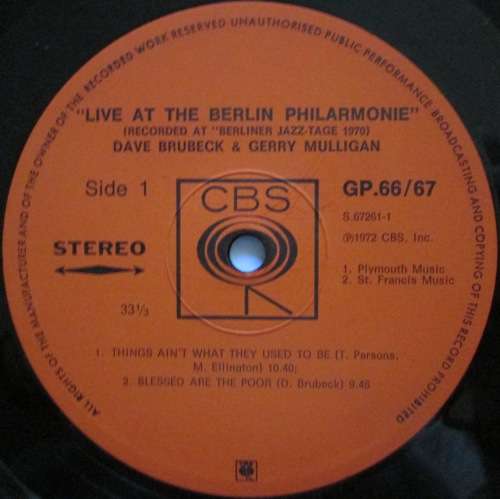 ALL RIGHTS OF THE MANUFACTURER AND OF THE OWNER OF THE RECORDED WORK RESERVED UNAUTHORISED PUBLIC PERFORMANCE BROADCASTING AND COPYING OF THIS RECORD PROHIBITED
"LIVE AT THE BERLIN PHILARMONIE"
(RECORDED AT "BERLINER JAZZ-TAGE 1970)
DAVE BRUBECK & GERRY MULLIGAN
Side 1
CBS
GP.66/67
S.67261-1
STEREO
℗1972 CBS, Inc.
1. Plymouth Music
2. St. Francis Music
33⅓
1. THINGS AIN'T WHAT THEY USED TO BE (T. Persons,
M. Ellington) 10.40;
2. BLESSED ARE THE POOR (D. Brubeck) 9.45